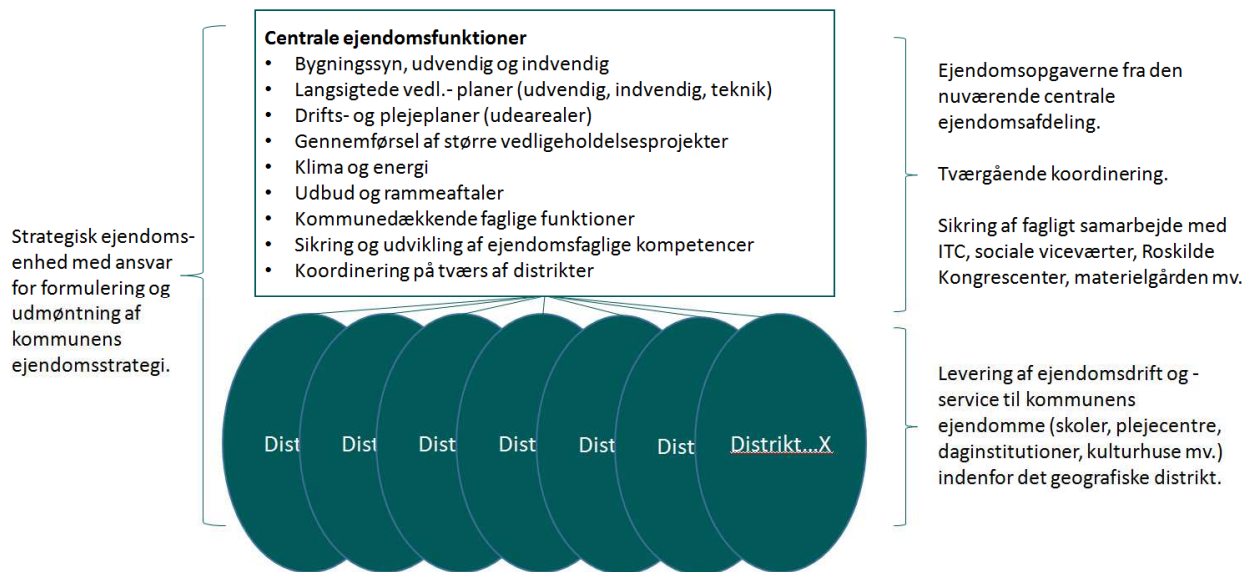 Strategisk ejendoms-
enhed med ansvar
for formulering og
udmøntning af
kommunens
ejendomsstrategi.
Centrale ejendomsfunktioner
• Bygningssyn, udvendig og indvendig
• Langsigtede vedl.- planer (udvendig, indvendig, teknik)
• Drifts- og plejeplaner (udearealer)
• Gennemførsel af større vedligeholdelsesprojekter
• Klima og energi
• Udbud og rammeaftaler
• Kommunedækkende faglige funktioner
• Sikring og udvikling af ejendomsfaglige kompetencer
• Koordinering på tværs af distrikter
Dist Dist Dist Dist Dist Dist Distrikt...X
Ejendomsopgaverne fra den
nuværende centrale
ejendomsafdeling.
Tværgående koordinering.
Sikring af fagligt samarbejde med
ITC, sociale viceværter, Roskilde
Kongrescenter, materielgården mv.
Levering af ejendomsdrift og -
service til kommunens
ejendomme (skoler, plejecentre,
daginstitutioner, kulturhuse mv.)
indenfor det geografiske distrikt.